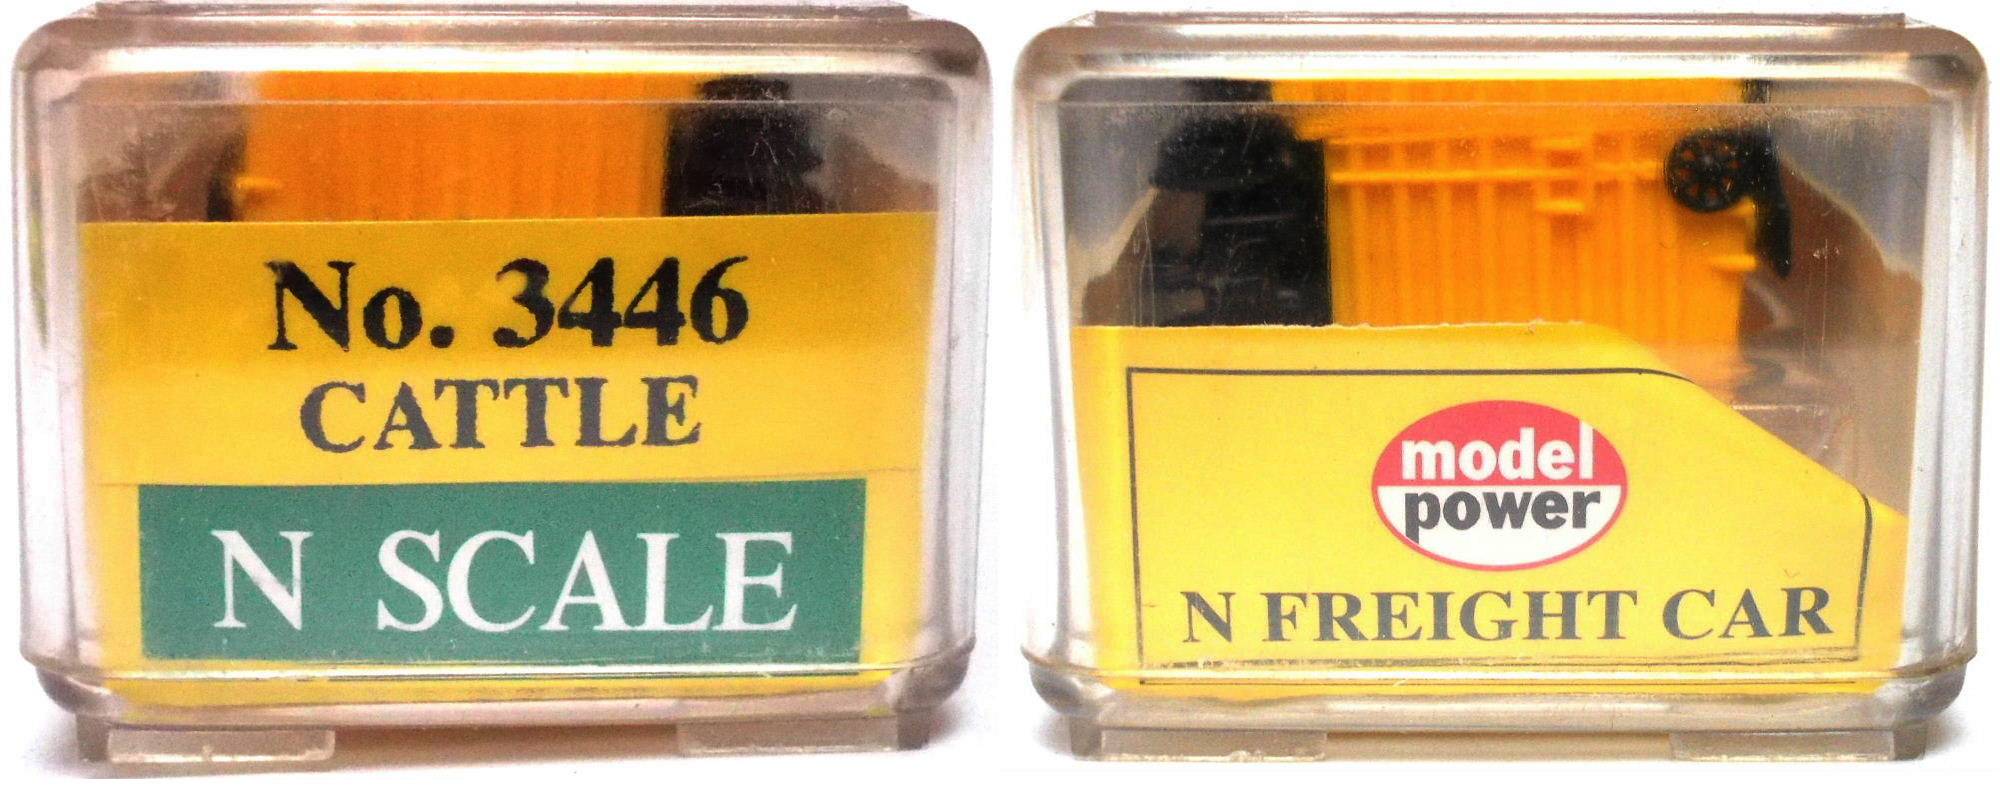 No. 3446
CATTLE
N SCALE
model
power
N FREIGHT CAR